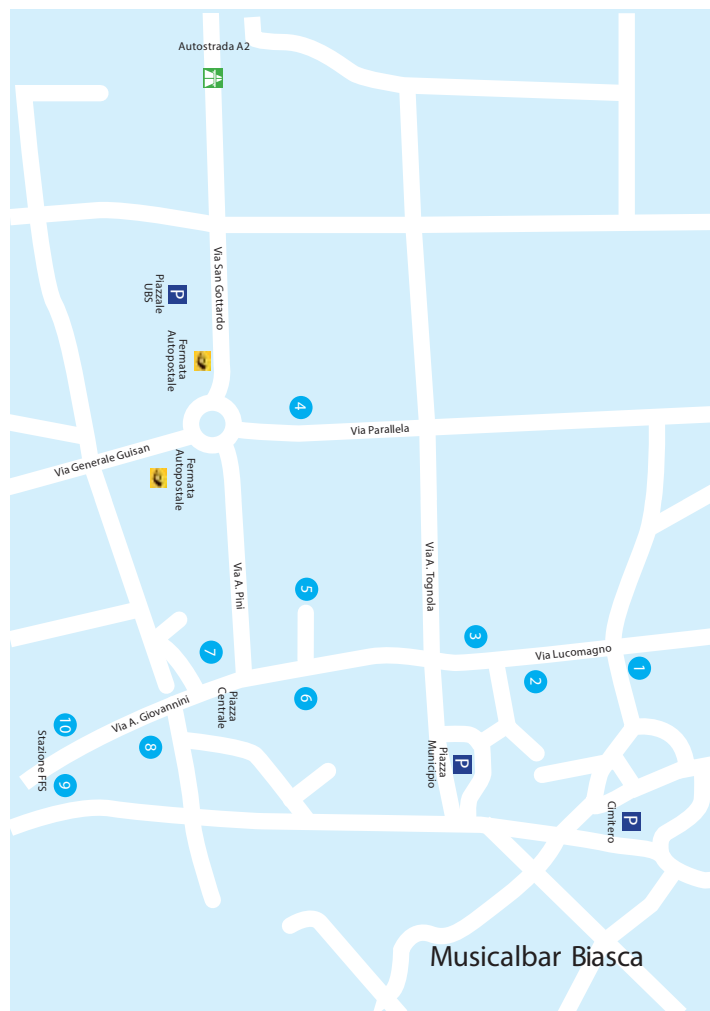 Autostrada A2
Via San Gottardo
P
Piazzale
UBS
Fermata
Autopostale
4
Via Parallela
Via Generale Guisan
Fermata
Autopostale
Via A. Pini
Via A. Tognola
5
3
7
Via Lucomagno
1
2
6
Piazza
Centrale
Via A. Giovannini
10
8
Stazione FFS
9
P
Piazza
Municipio
P
Cimitero
Musicalbar Biasca